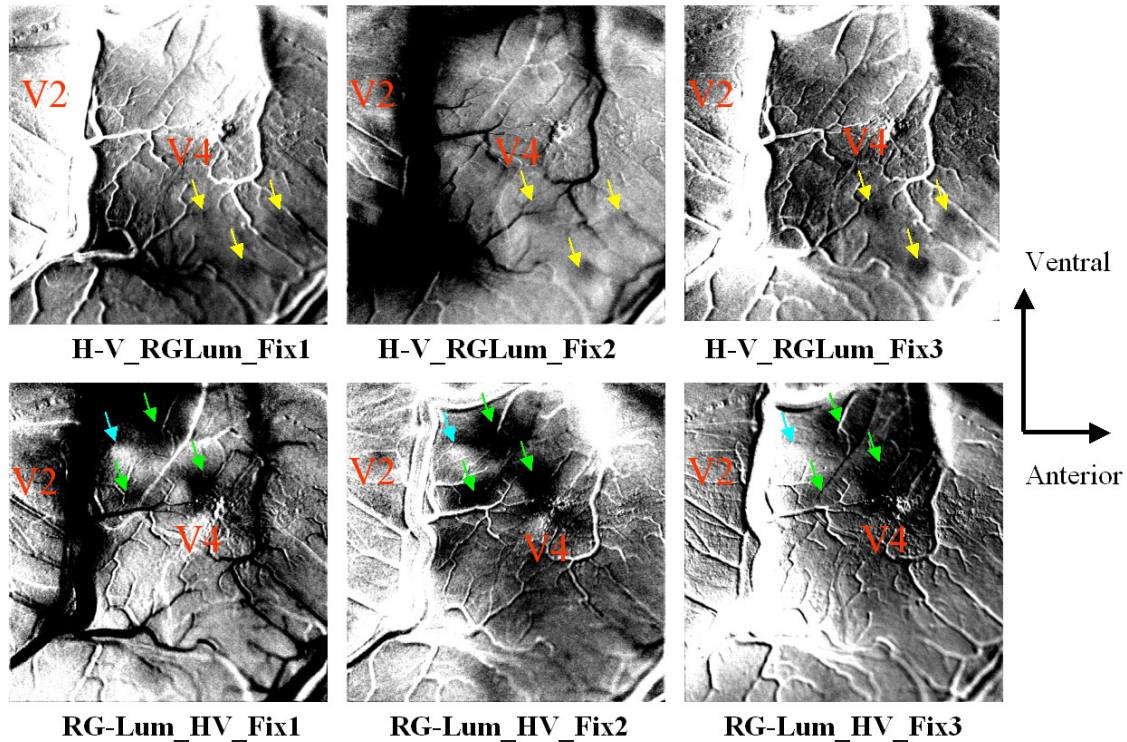 V2
V4
V2
V4
V2
V4
H-V_RGLum_Fix1
H-V_RGLum_Fix2
H-V_RGLum_Fix3
Ventral
Anterior
V2
V4
V2
V4
V2
V4
RG-Lum_HV_Fix1
RG-Lum_HV_Fix2
RG-Lum_HV_Fix3